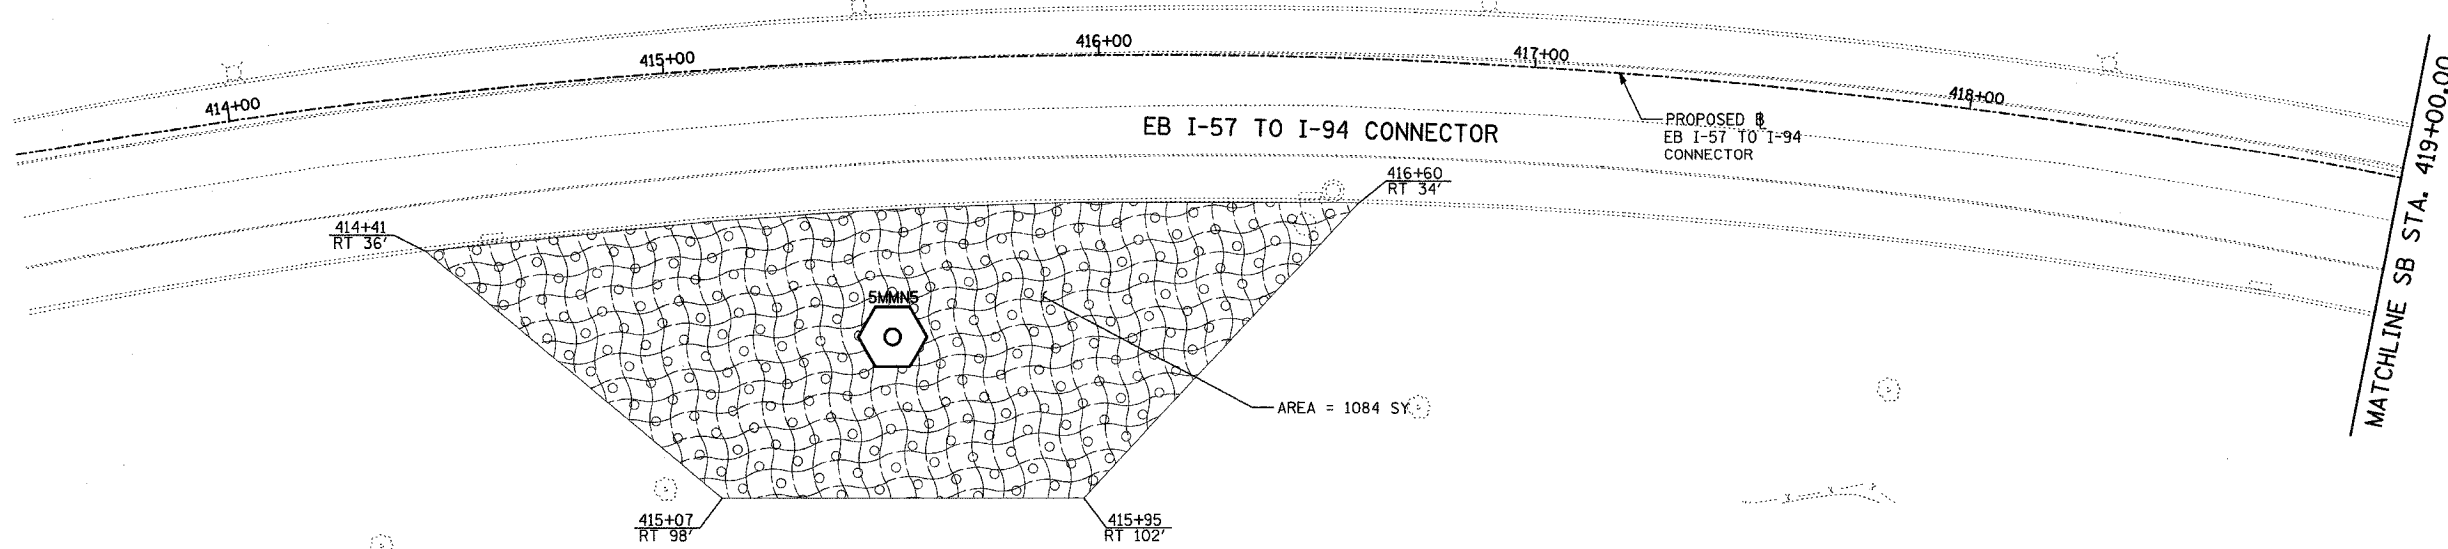 414+00
415+00
416+00
417+00
418+00
EB I-57 TO I-94 CONNECTOR
PROPOSED ⅊
EB I-57 TO I-94
CONNECTOR
MATCHLINE SB STA. 419+00.00
414+41
RT 36'
416+60
RT 34'
5MMN5
AREA = 1084 SY
415+07
RT 98'
415+95
RT 102'